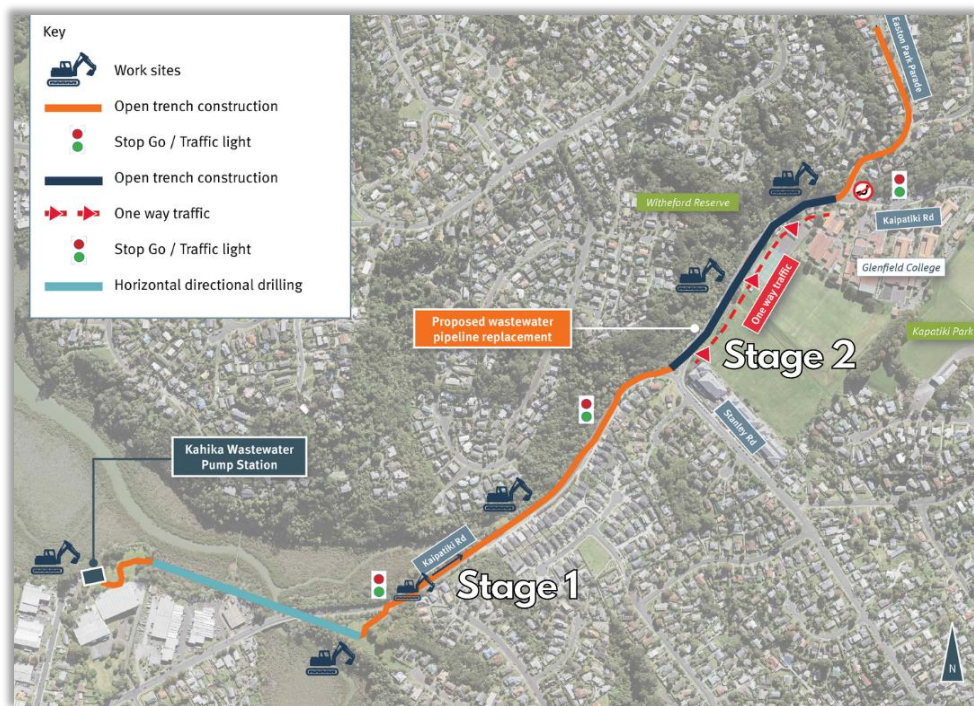 Key
Work sites
Open trench construction
Stop Go / Traffic light
Open trench construction
One way traffic
Stop Go / Traffic light
Horizontal directional drilling
Easton Park Parade
Witheford Reserve
Kaipatiki Rd
Glenfield College
One way traffic
Proposed wastewater
pipeline replacement
Kapatiki Park
Stage 2
Stanley Rd
Kahika Wastewater
Pump Station
Kaipatiki Rd
Stage 1
N